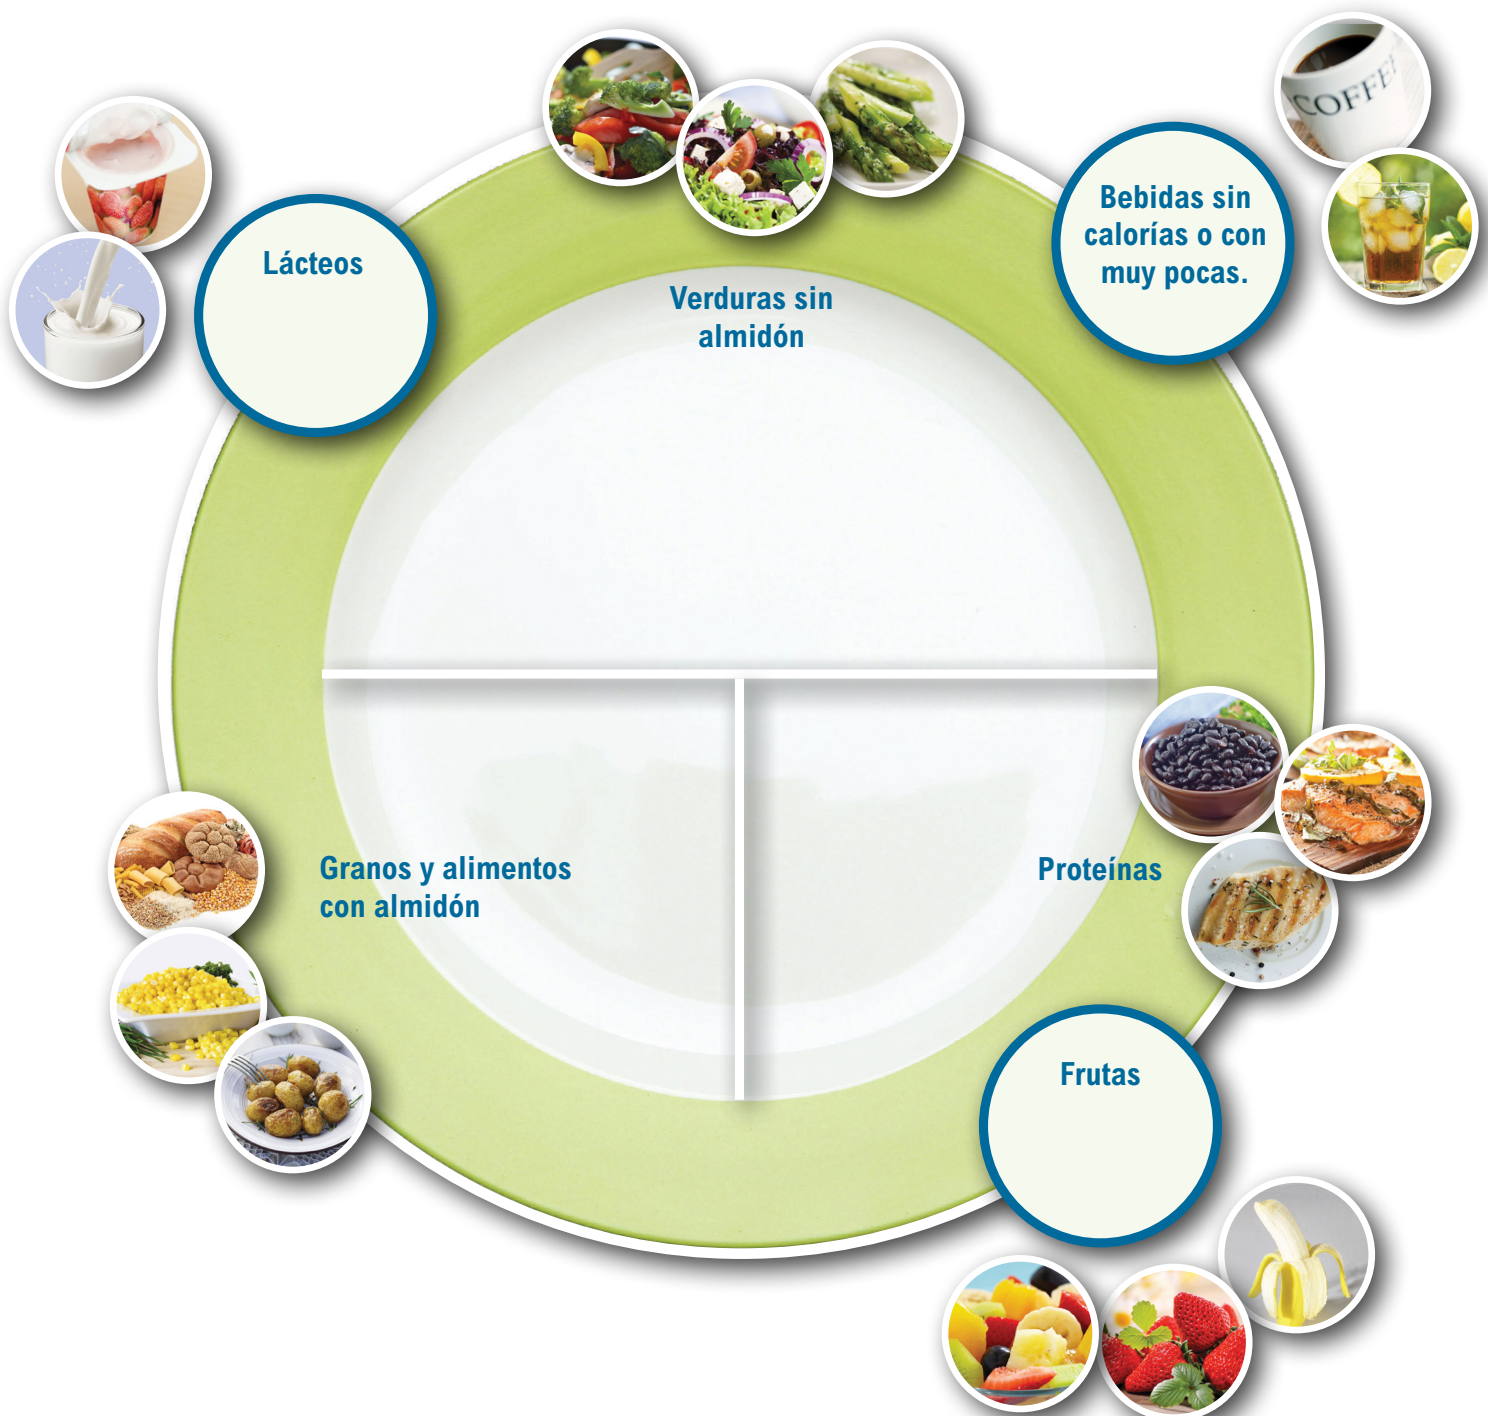 COFFEE
Bebidas sin
calorías o con
muy pocas.
Lácteos
Verduras sin
almidón
Granos y alimentos
con almidón
Proteínas
Frutas